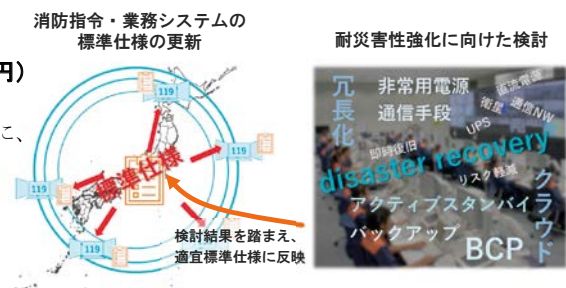 消防指令・業務システムの
標準仕様の更新
円)
こ、
119
119
119
119
標準仕様
検討結果を踏まえ、
適宜標準仕様に反映
耐災害性強化に向けた検討
冗長化
非常用電源
通信手段
直流電源
衛星
通信NW
UPS
即時復旧
disaster recovery
リスク軽減
アクティブスタンバイ
バックアップ
BCP
クラウド